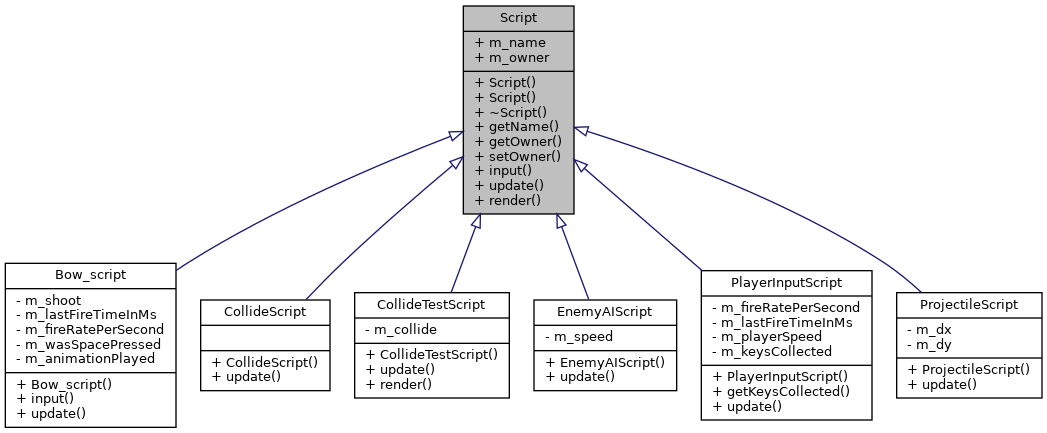 Script
+ m_name
+ m_owner
+ Script()
+ Script()
+ ~Script()
+ getName()
+ getOwner()
+ setOwner()
+ input()
+ update()
+ render()
Bow_script
- m_shoot
- m_lastFireTimeInMs
- m_fireRatePerSecond
- m_wasSpacePressed
- m_animationPlayed
+ Bow_script()
+ input()
+ update()
CollideScript
+ CollideScript()
+ update()
CollideTestScript
- m_collide
+ CollideTestScript()
+ update()
+ render()
EnemyAIScript
- m_speed
+ EnemyAIScript()
+ update()
PlayerInputScript
- m_fireRatePerSecond
- m_lastFireTimeInMs
- m_playerSpeed
- m_keysCollected
+ PlayerInputScript()
+ getKeysCollected()
+ update()
ProjectileScript
- m_dx
- m_dy
+ ProjectileScript()
+ update()